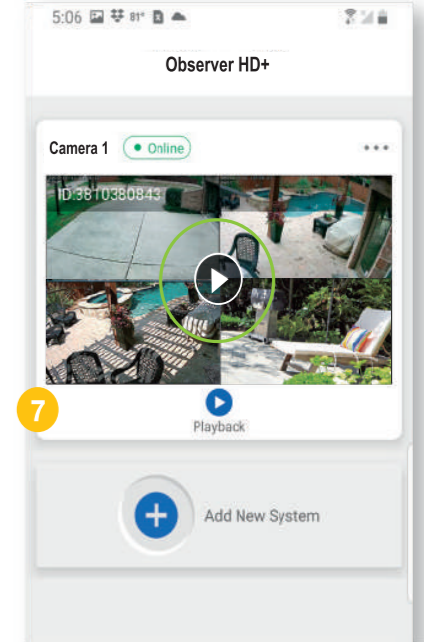 5:06 81°
Observer HD+
Camera 1 Online
ID:3810380843
7
Playback
Add New System